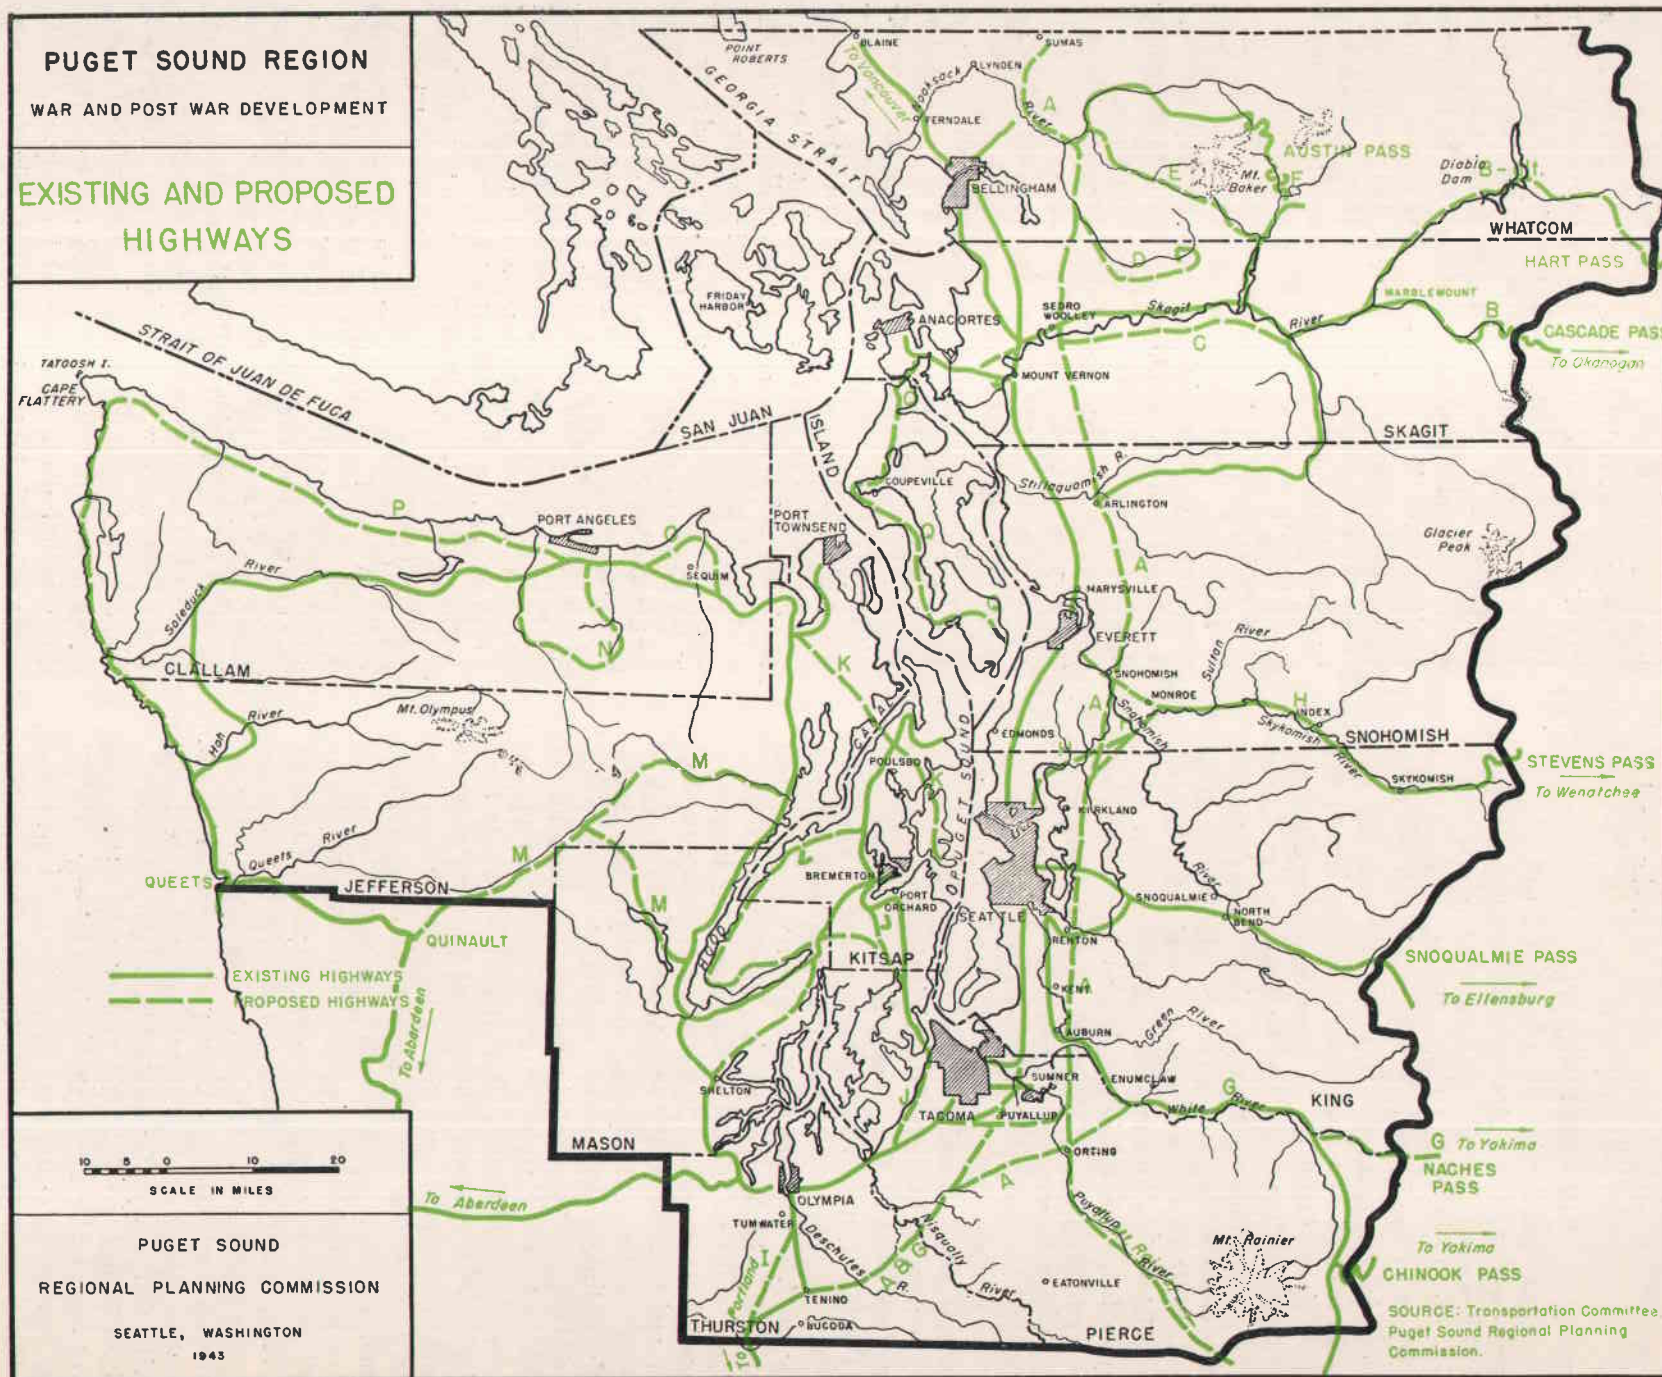 PUGET SOUND REGION
WAR AND POST WAR DEVELOPMENT
EXISTING AND PROPOSED
HIGHWAYS
POINT
ROBERTS
BLAINE
SUMAS
To Vancouver
Nooksack
LYNDEN
River
A
FERNDALE
GEORGIA STRAIT
BELLINGHAM
E
Mt.
Baker
AUSTIN PASS
F
Diablo
Dam
WHATCOM
HART PASS
D
FRIDAY
HARBOR
ANACORTES
SEDRO
WOOLLEY
Skagit
River
C
MARBLEMOUNT
B
CASCADE PASS
To Okanogan
MOUNT VERNON
STRAIT OF JUAN DE FUCA
TATOOSH I.
CAPE
FLATTERY
SAN JUAN
ISLAND
Q
SKAGIT
COUPEVILLE
Stillaquamish R.
ARLINGTON
Glacier
Peak
P
PORT ANGELES
O
PORT
TOWNSEND
Q
A
SEQUIM
MARYSVILLE
EVERETT
Soleduck
River
N
CLALLAM
K
SNOHOMISH
Sultan
River
MONROE
H
INDEX
A
Snohomish
Skykomish
River
SNOHOMISH
SKYKOMISH
STEVENS PASS
To Wenatchee
Mt. Olympus
Hoh
River
CANAL
EDMONDS
M
POULSBO
K
PUGET SOUND
KIRKLAND
Queets
River
M
L
BREMERTON
PORT
ORCHARD
SEATTLE
River
SNOQUALMIE
NORTH
BEND
QUEETS
JEFFERSON
M
HOOD
RENTON
QUINAULT
KITSAP
SNOQUALMIE PASS
To Ellensburg
EXISTING HIGHWAYS
PROPOSED HIGHWAYS
To Aberdeen
KENT
A
AUBURN
Green
River
SHELTON
SUMNER
ENUMCLAW
G
White
River
KING
J
TACOMA
PUYALLUP
MASON
ORTING
G To Yakima
NACHES
PASS
10 5 0 10 20
SCALE IN MILES
To Aberdeen
OLYMPIA
A
TUMWATER
Deschutes
R.
Nisqually
River
Puyallup
River
Mt. Rainier
To Yakima
CHINOOK PASS
I
A & G
EATONVILLE
TENINO
To Portland
THURSTON
BUCODA
PIERCE
PUGET SOUND
REGIONAL PLANNING COMMISSION
SEATTLE, WASHINGTON
1943
SOURCE: Transportation Committee,
Puget Sound Regional Planning
Commission.